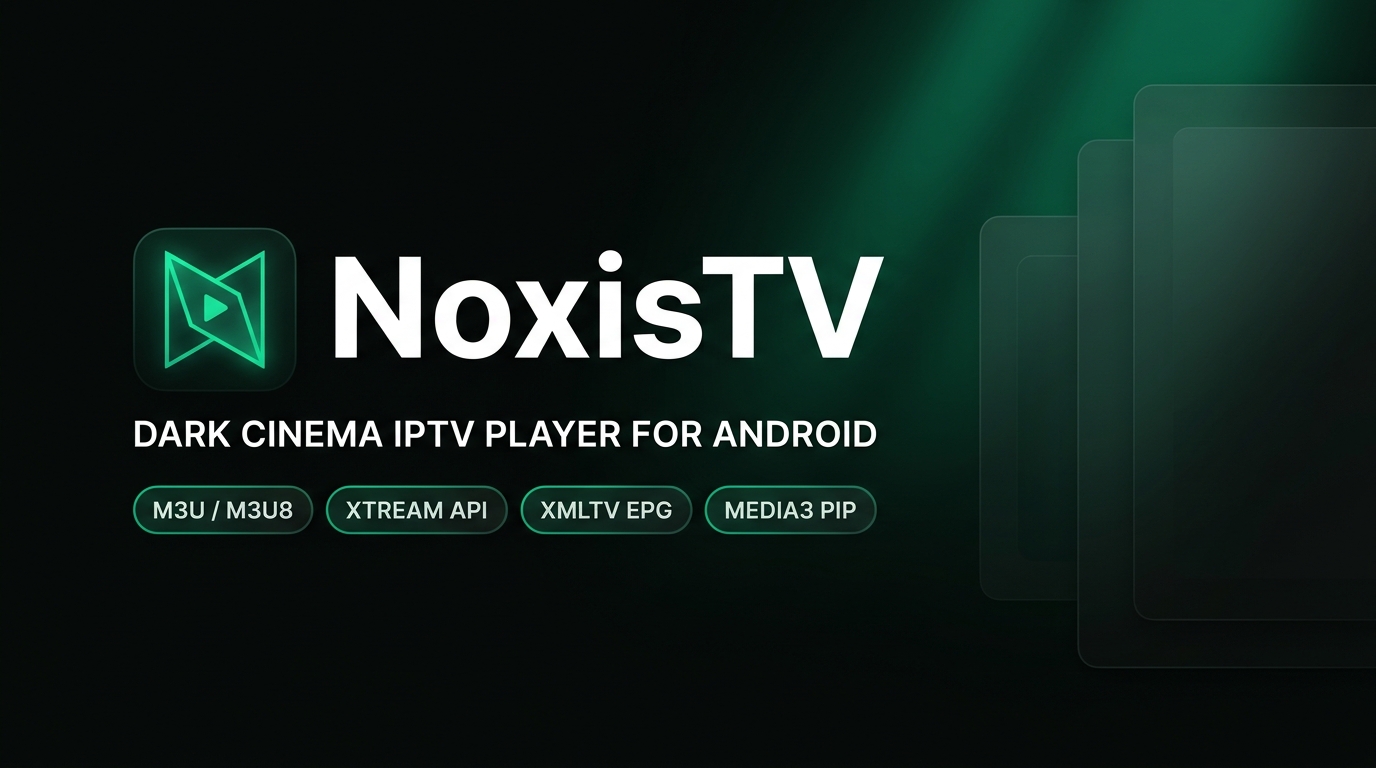 NoxisTV
DARK CINEMA IPTV PLAYER FOR ANDROID
M3U / M3U8
XTREAM API
XMLTV EPG
MEDIA3 PIP